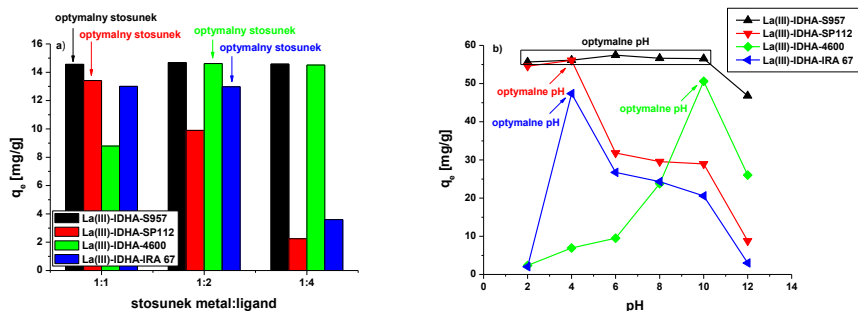 optymalny stosunek
optymalny stosunek
optymalny stosunek
optymalny stosunek
a)
16
14
12
10
8
6
4
2
0
qe [mg/g]
La(III)-IDHA-S957
La(III)-IDHA-SP112
La(III)-IDHA-4600
La(III)-IDHA-IRA 67
1:1 1:2 1:4
stosunek metal:ligand
La(III)-IDHA-S957
La(III)-IDHA-SP112
La(III)-IDHA-4600
La(III)-IDHA-IRA 67
b)
optymalne pH
optymalne pH
optymalne pH
optymalne pH
60
50
40
30
20
10
0
qe [mg/g]
0 2 4 6 8 10 12 14
pH